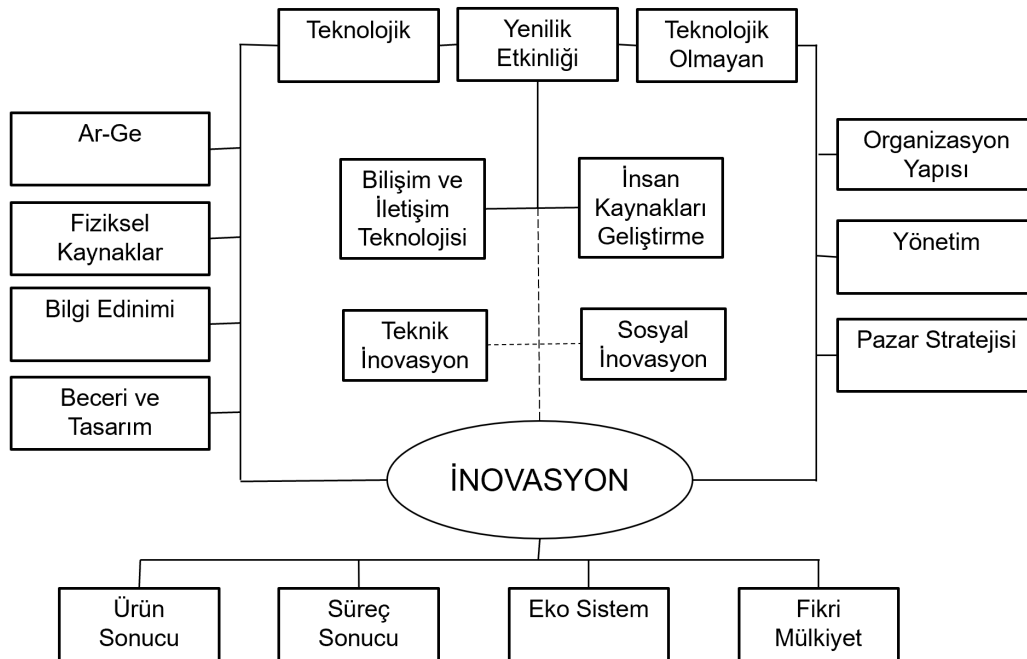 Teknolojik
Yenilik
Etkinliği
Teknolojik
Olmayan
Ar-Ge
Fiziksel
Kaynaklar
Bilgi Edinimi
Beceri ve
Tasarım
Bilişim ve
İletişim
Teknolojisi
İnsan
Kaynakları
Geliştirme
Teknik
İnovasyon
Sosyal
İnovasyon
Organizasyon
Yapısı
Yönetim
Pazar Stratejisi
İNOVASYON
Ürün
Sonucu
Süreç
Sonucu
Eko Sistem
Fikri
Mülkiyet